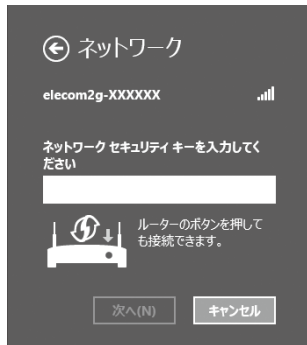 ネットワーク
elecom2g-XXXXXX
ネットワーク セキュリティ キーを入力してく
ださい
ルーターのボタンを押して
も接続できます。
次へ(N)
キャンセル